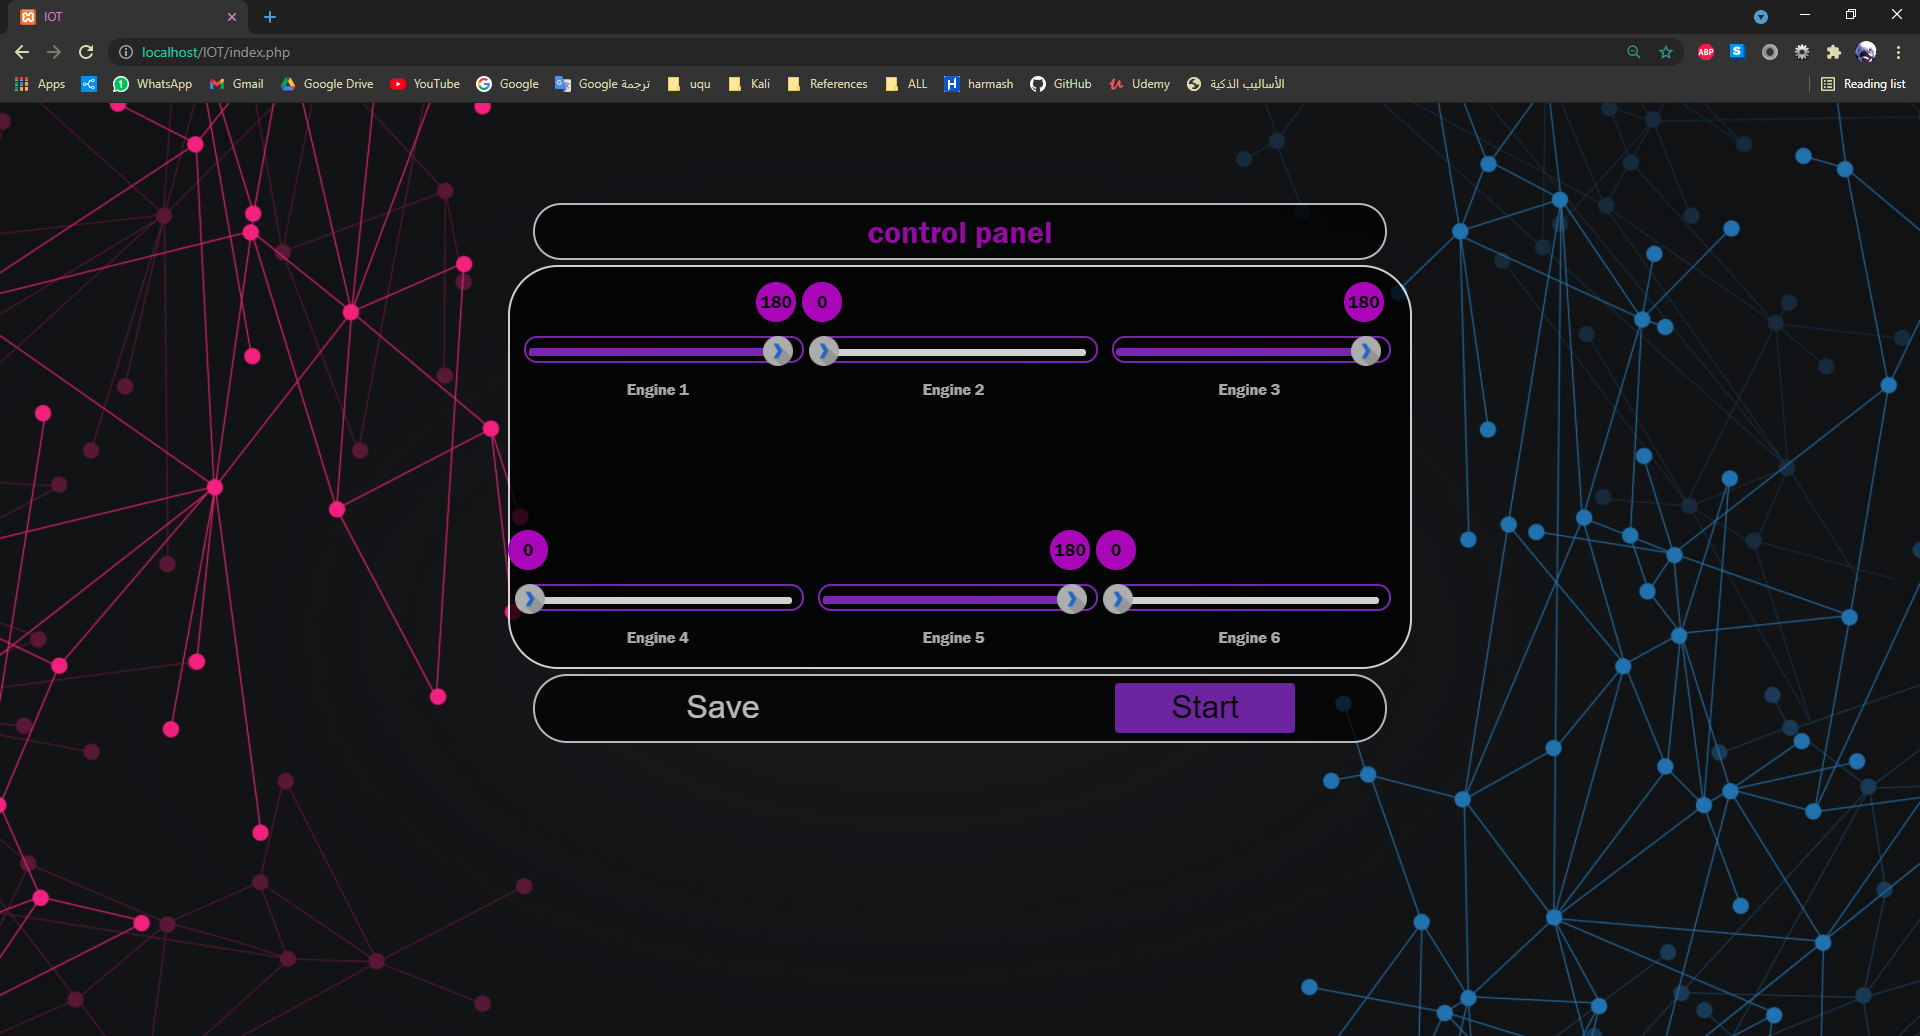 IOT
localhost/IOT/index.php
ABP
S
Apps
1 WhatsApp
Gmail
Google Drive
YouTube
Google
ترجمة Google
uqu
Kali
References
ALL
H harmash
GitHub
Udemy
الأساليب الذكية
Reading list
control panel
180 0 180
Engine 1 Engine 2 Engine 3
0 180 0
Engine 4 Engine 5 Engine 6
Save Start